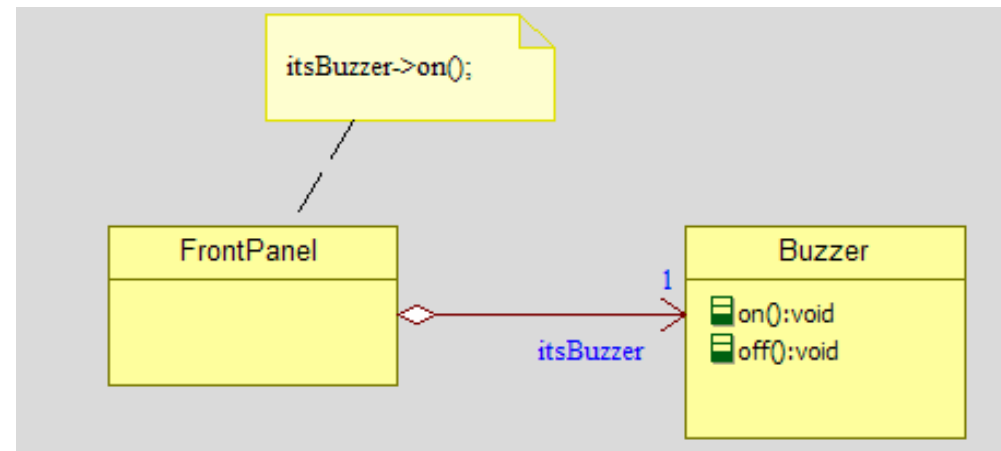 itsBuzzer->on();
FrontPanel
Buzzer
1
on():void
itsBuzzer
off():void